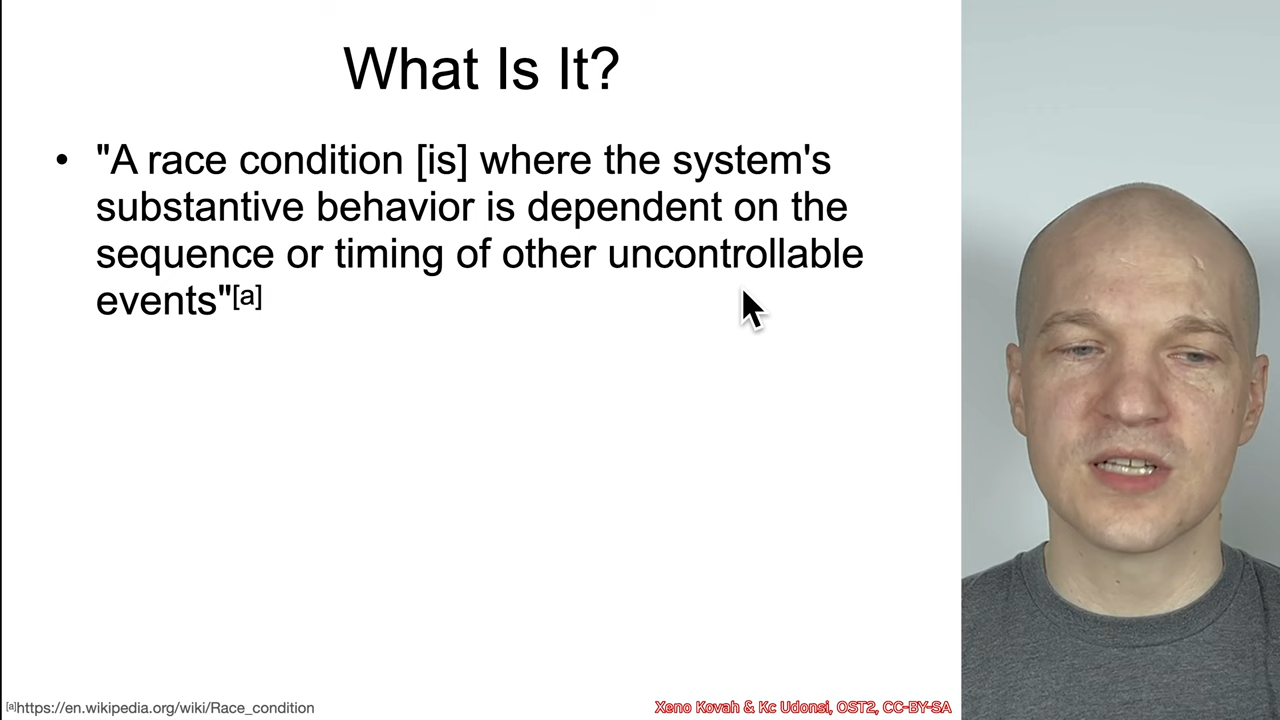 What Is It?
• "A race condition [is] where the system's
substantive behavior is dependent on the
sequence or timing of other uncontrollable
events"[a]
[a]https://en.wikipedia.org/wiki/Race_condition
Xeno Kovah & Kc Udonsi, OST2, CC-BY-SA